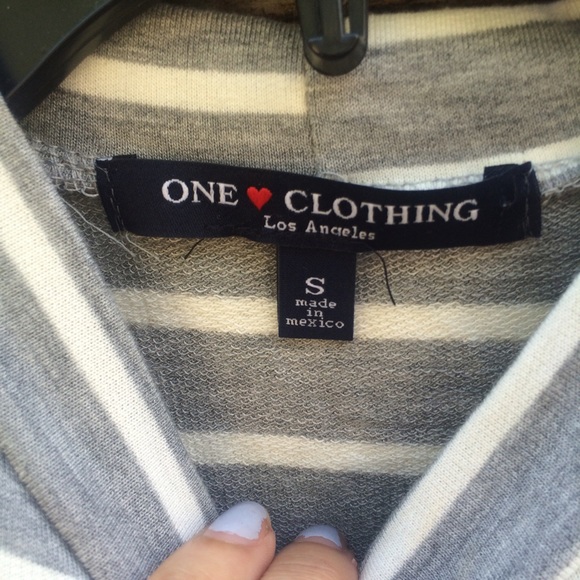 ONE ❤ CLOTHING
Los Angeles
S
made
in
mexico